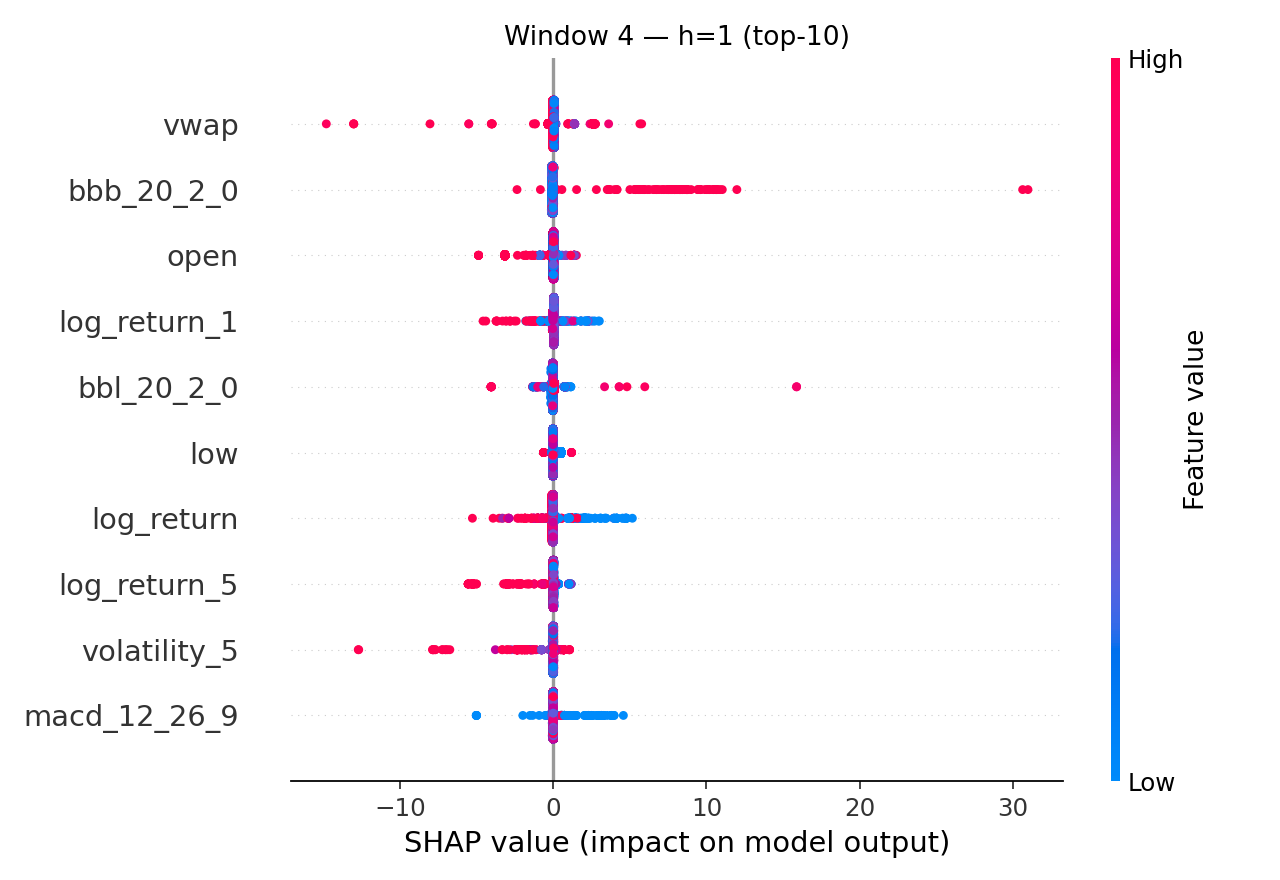 Window 4 — h=1 (top-10)
High
vwap
bbb_20_2_0
open
log_return_1
bbl_20_2_0
low
log_return
log_return_5
volatility_5
macd_12_26_9
Feature value
Low
−10
0
10
20
30
SHAP value (impact on model output)